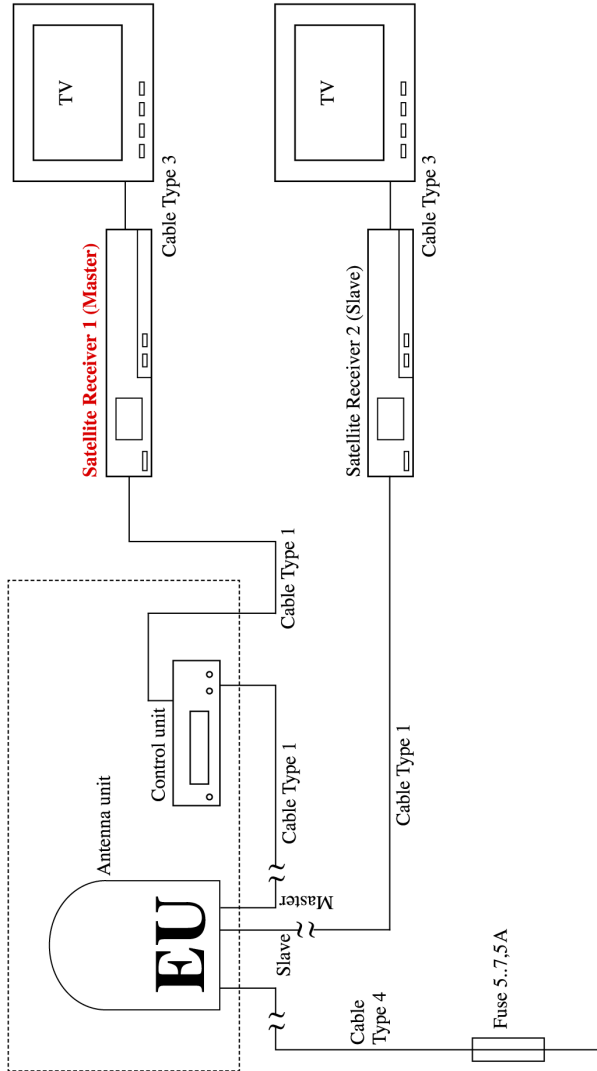 TV
TV
Cable Type 3
Cable Type 3
Satellite Receiver 1 (Master)
Satellite Receiver 2 (Slave)
Cable Type 1
Control unit
Cable Type 1
Cable Type 1
Antenna unit
EU
Master
Slave
Cable
Type 4
Fuse 5..7,5 A